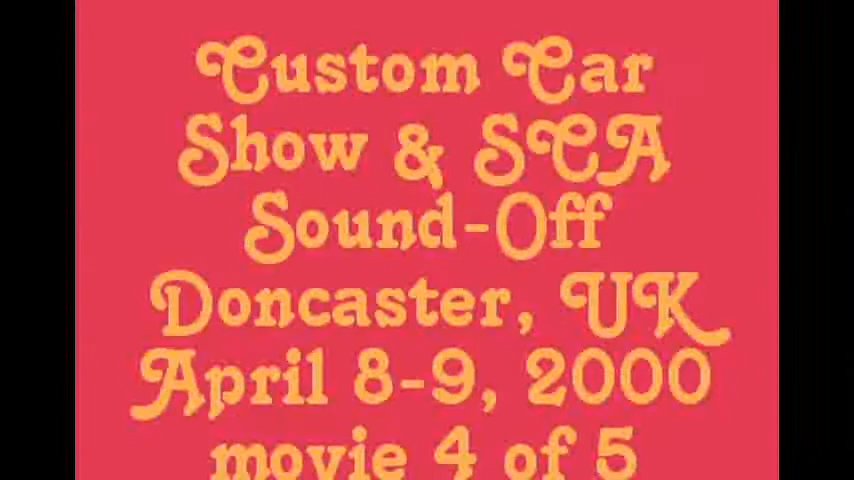 Custom Car
Show & SCA
Sound-Off
Doncaster, UK
April 8-9, 2000
movie 4 of 5